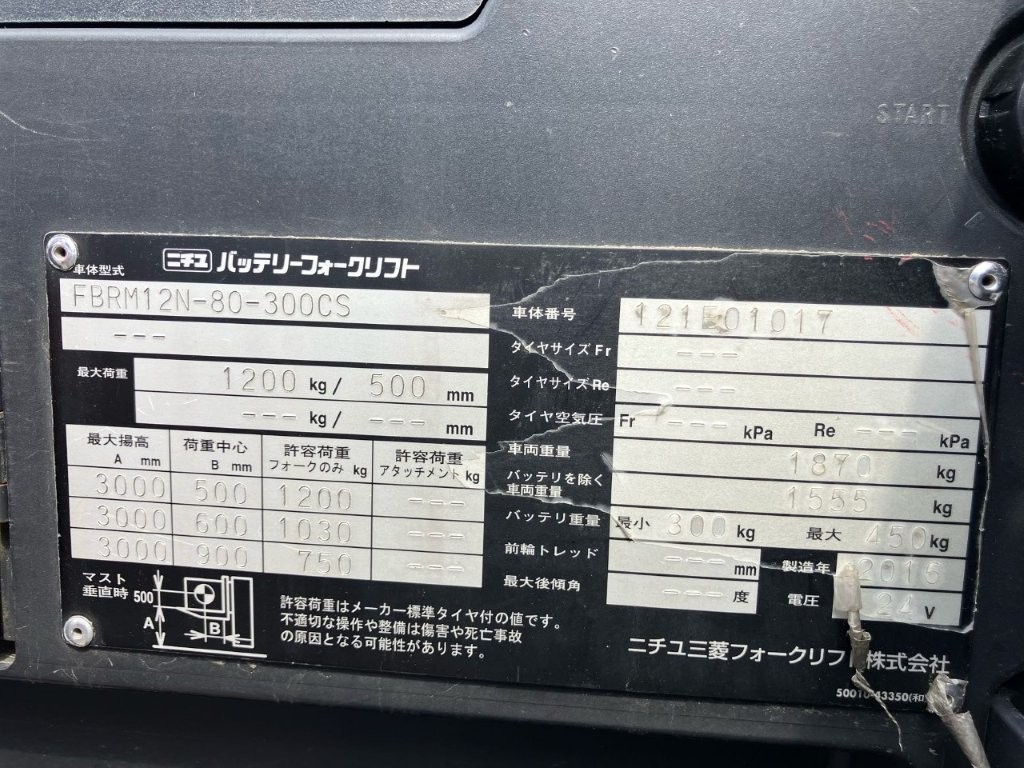 START
ニチユ バッテリーフォークリフト
車体型式
FBRM12N-80-300CS
---
最大荷重 1200 kg/ 500 mm
--- kg/ --- mm
最大揚高 A mm 荷重中心 B mm 許容荷重 フォークのみ kg 許容荷重 アタッチメント kg
3000 500 1200 ---
3000 600 1030 ---
3000 900 750 ---
マスト垂直時 500
A B
許容荷重はメーカー標準タイヤ付の値です。
不適切な操作や整備は傷害や死亡事故
の原因となる可能性があります。
車体番号 121E01017
タイヤサイズ Fr ---
タイヤサイズ Re ---
タイヤ空気圧 Fr --- kPa Re --- kPa
車両重量 1870 kg
バッテリを除く車両重量 1555 kg
バッテリ重量 最小 300 kg 最大 450 kg
前輪トレッド --- mm 製造年 2016
最大後傾角 --- 度 電圧 24 V
ニチユ三菱フォークリフト株式会社
50010-43350(和)